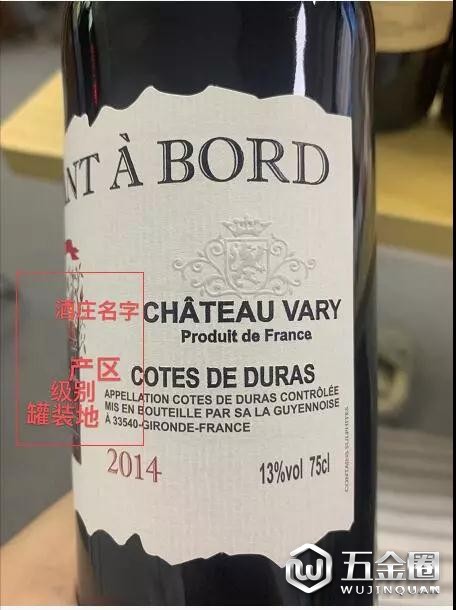 NT À BORD
酒庄名字
CHÂTEAU VARY
Produit de France
产区
COTES DE DURAS
级别
APPELLATION COTES DE DURAS CONTRÔLÉE
罐装地
MIS EN BOUTEILLE PAR SA LA GUYENNOISE
À 33540-GIRONDE-FRANCE
2014
13%vol 75cl
CONTAINS SULPHITES
五金圈
WUJINQUAN